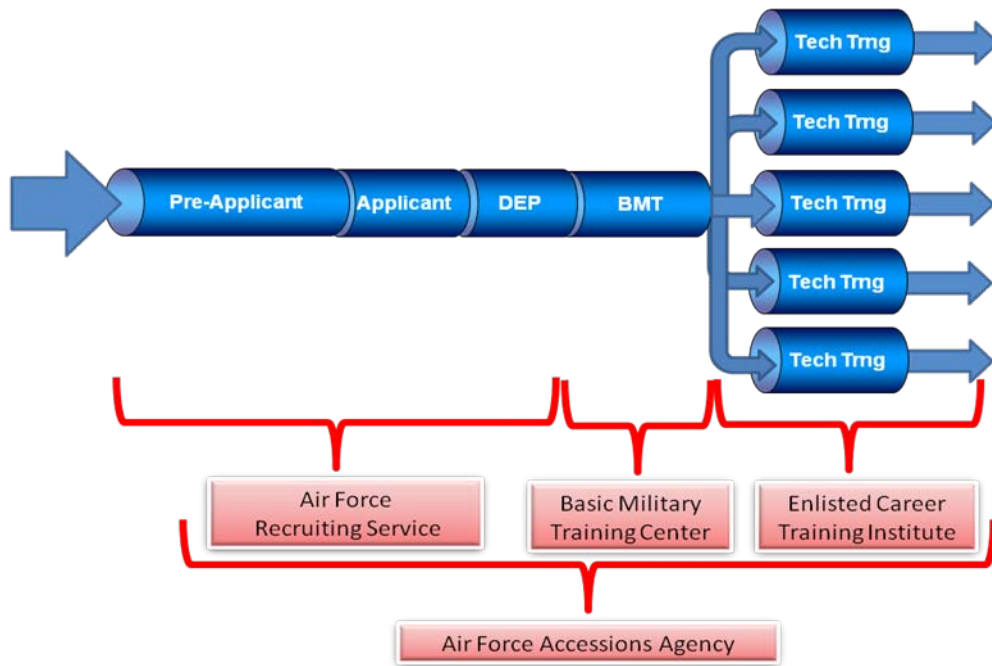 Tech Trng
Tech Trng
Pre-Applicant
Applicant
DEP
BMT
Tech Trng
Tech Trng
Tech Trng
Air Force
Recruiting Service
Basic Military
Training Center
Enlisted Career
Training Institute
Air Force Accessions Agency